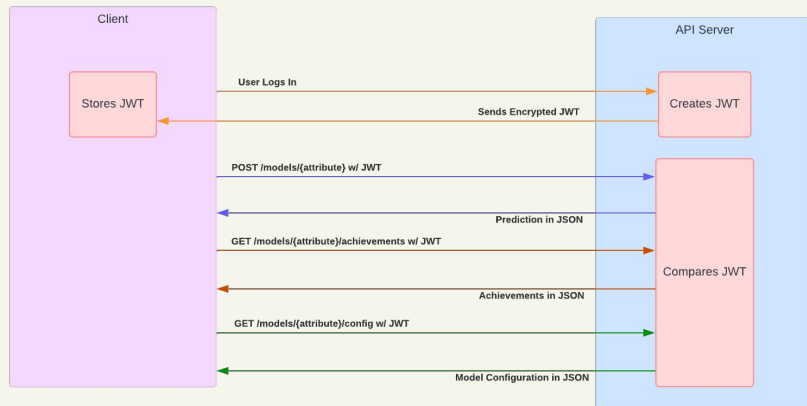 Client
API Server
User Logs In
Stores JWT
Creates JWT
Sends Encrypted JWT
POST /models/{attribute} w/ JWT
Prediction in JSON
GET /models/{attribute}/achievements w/ JWT
Compares JWT
Achievements in JSON
GET /models/{attribute}/config w/ JWT
Model Configuration in JSON